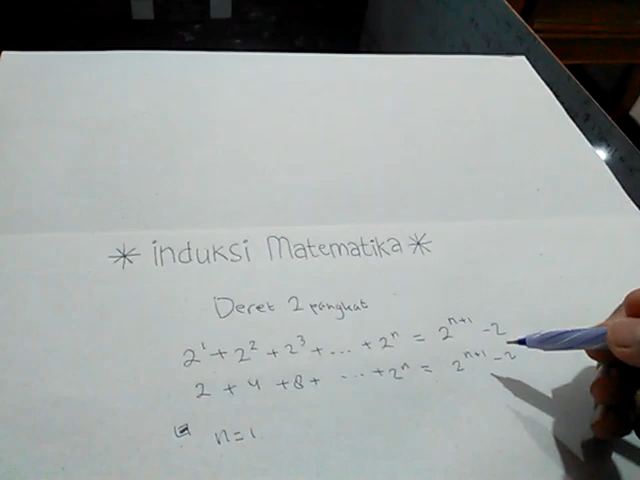 * induksi Matematika *
Deret 2 pangkat
2¹ + 2² + 2³ + ... + 2ⁿ = 2ⁿ⁺¹ - 2
2 + 4 + 8 + ... + 2ⁿ = 2ⁿ⁺¹ - 2
n = 1